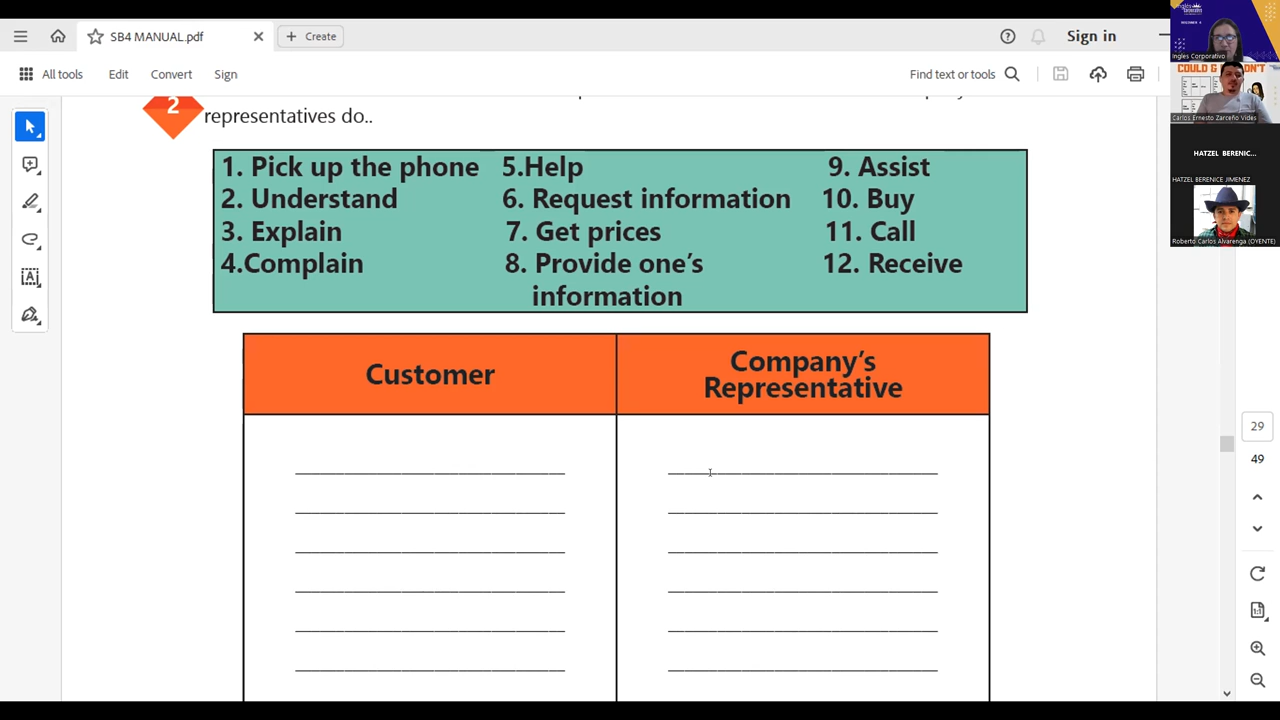 SB4 MANUAL.pdf
Create
Sign in
All tools
Edit
Convert
Sign
Find text or tools
2
representatives do..
1. Pick up the phone 5.Help 9. Assist
2. Understand 6. Request information 10. Buy
3. Explain 7. Get prices 11. Call
4.Complain 8. Provide one's 12. Receive
information
Customer
Company's
Representative
29
49
Ingles Corporativo
COULD &
Carlos Ernesto Zarceño Vides
HATZEL BERENIC...
HATZEL BERENICE JIMENEZ
Roberto Carlos Alvarenga (OYENTE)